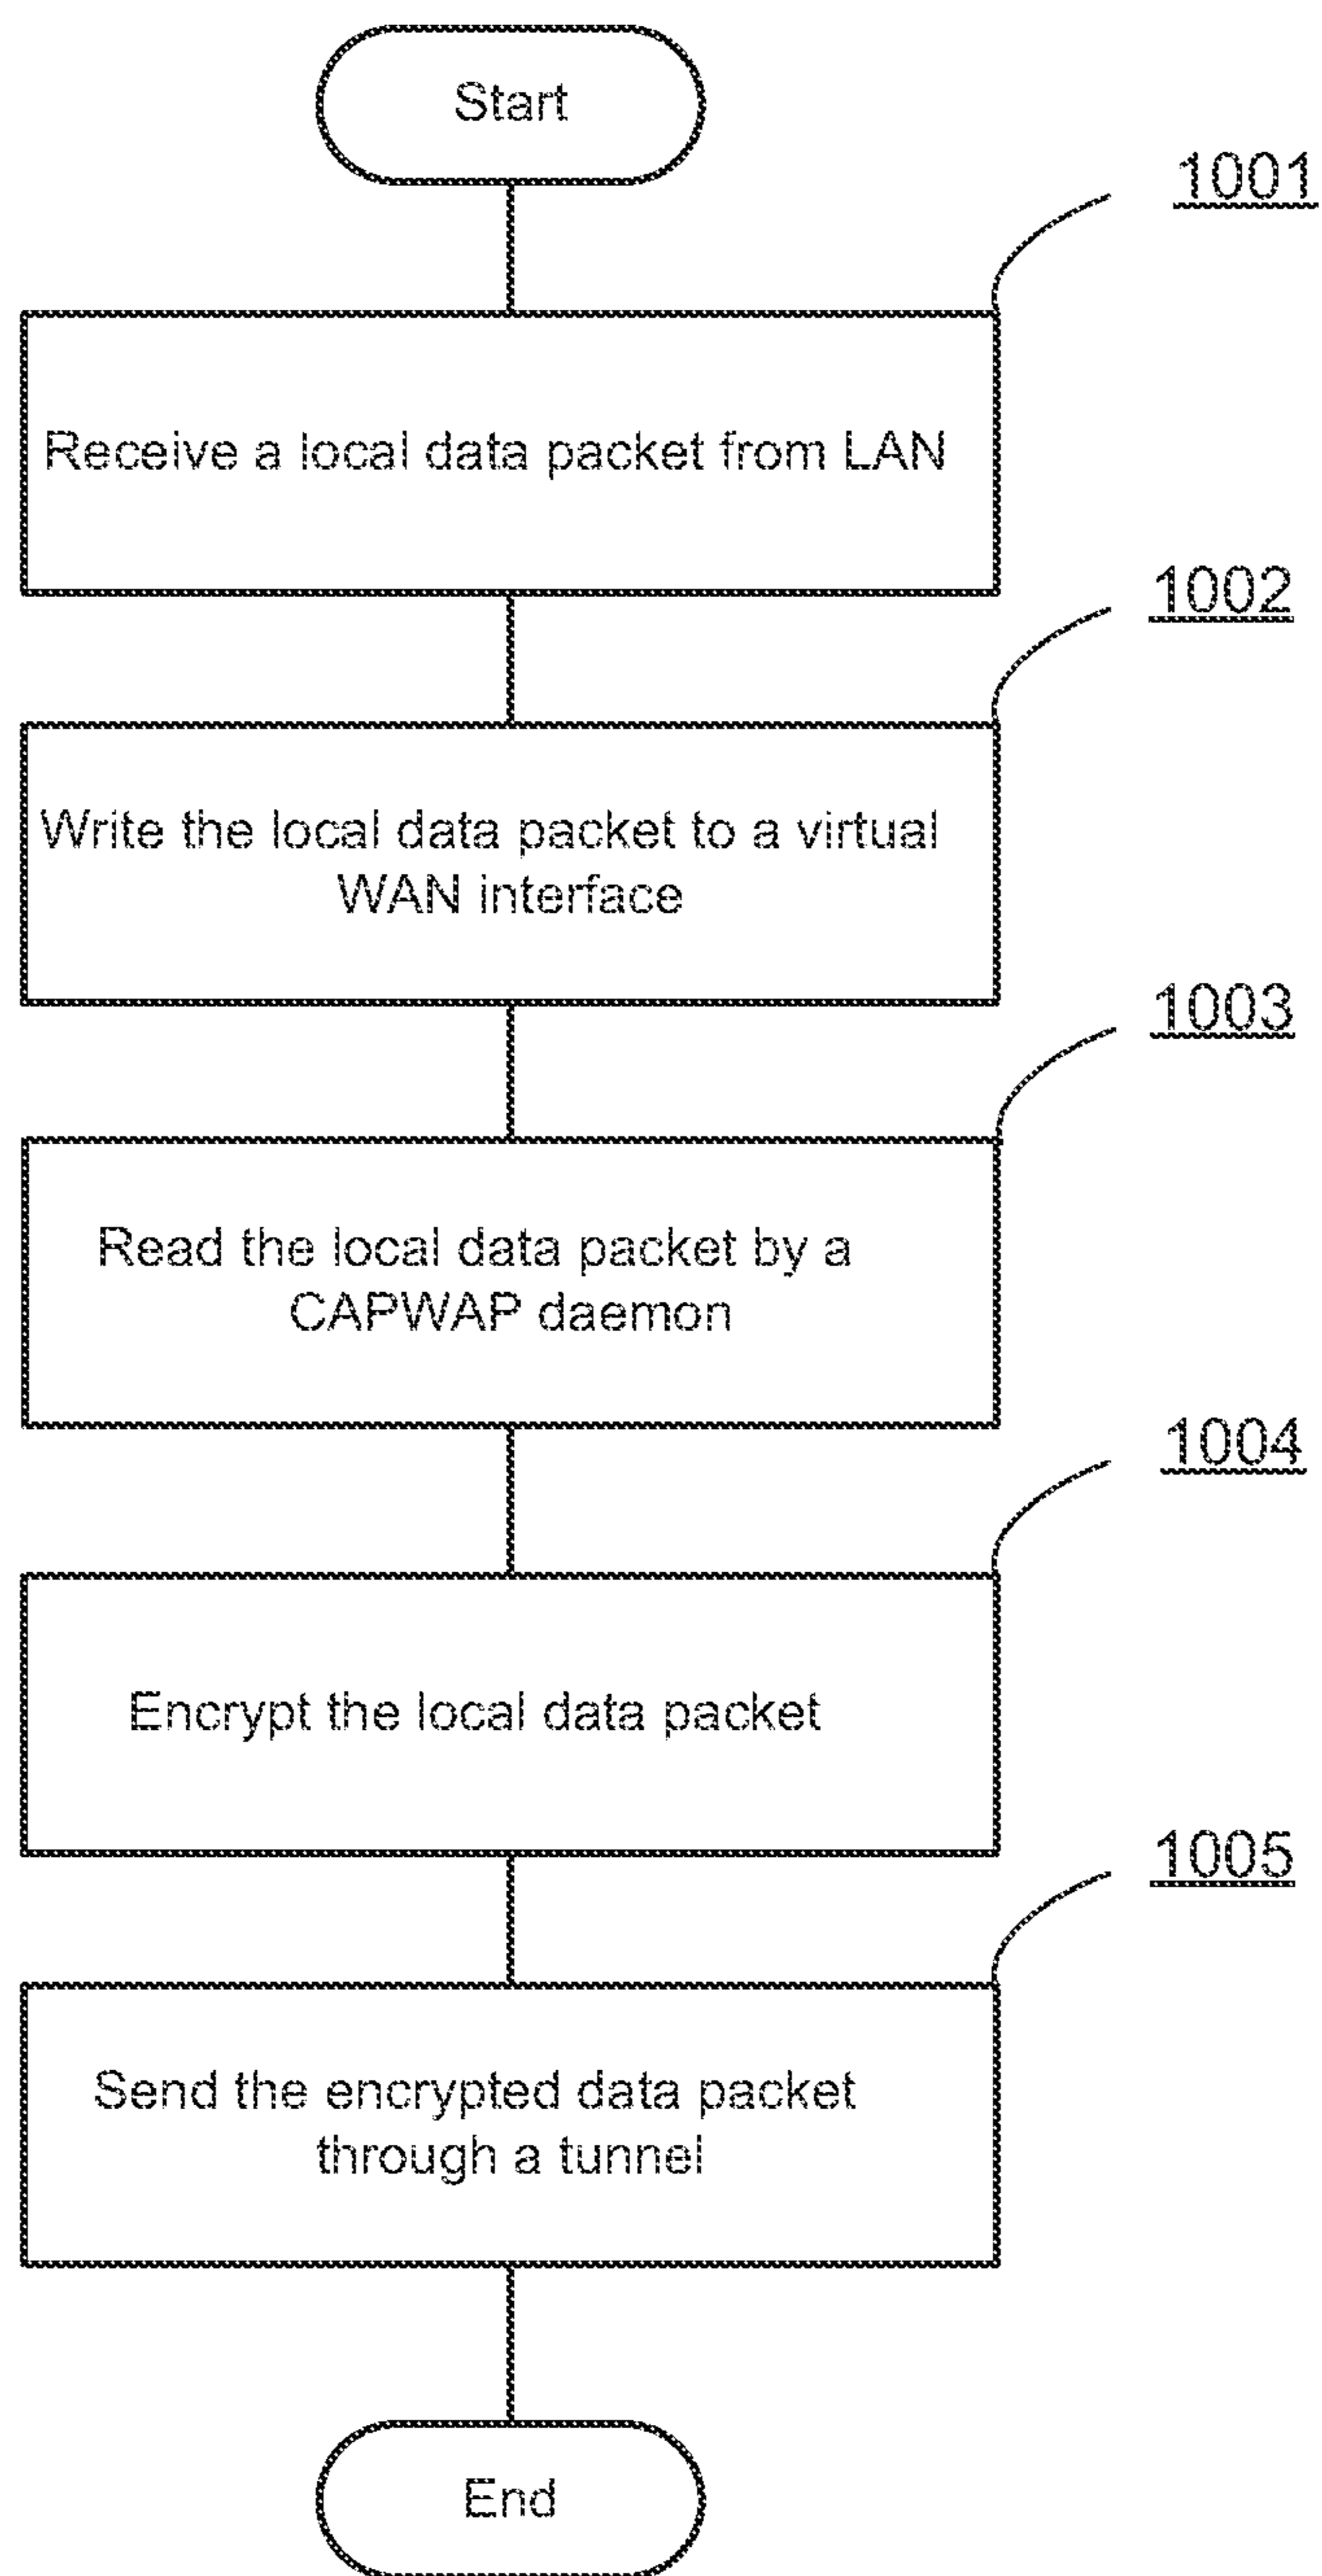 Start
1001
Receive a local data packet from LAN
1002
Write the local data packet to a virtual
WAN interface
1003
Read the local data packet by a
CAPWAP daemon
1004
Encrypt the local data packet
1005
Send the encrypted data packet
through a tunnel
End